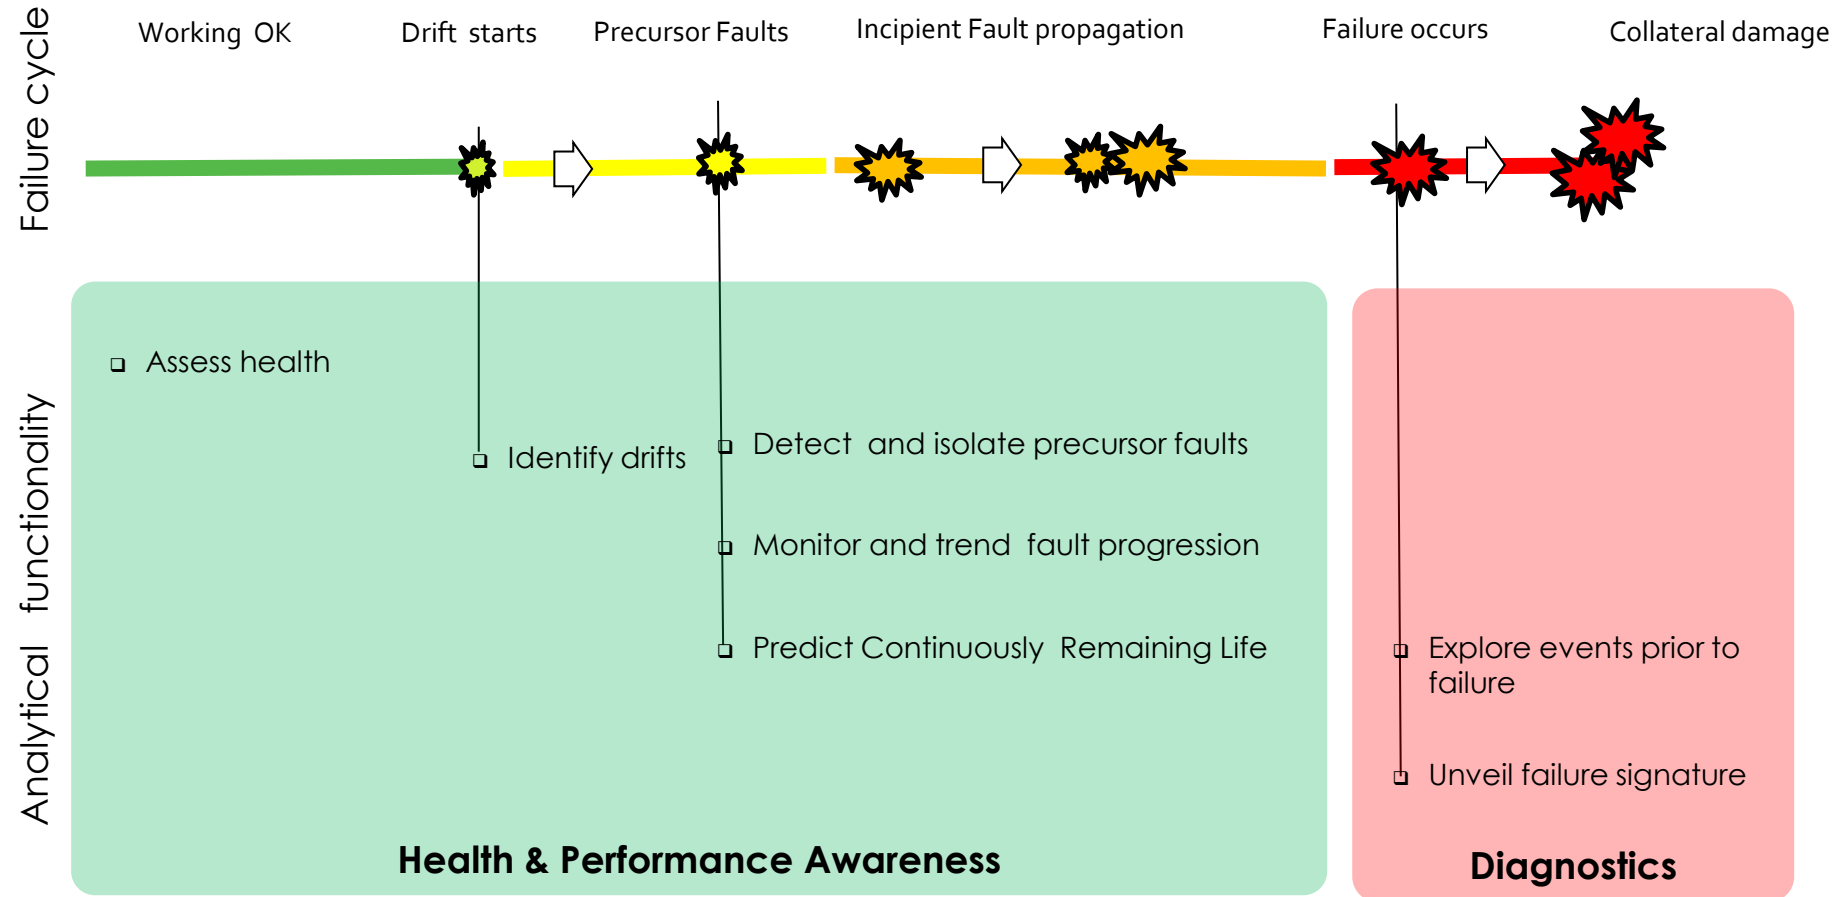 Failure cycle
Working OK
Drift starts
Precursor Faults
Incipient Fault propagation
Failure occurs
Collateral damage
Analytical functionality
Assess health
Identify drifts
Detect and isolate precursor faults
Monitor and trend fault progression
Predict Continuously Remaining Life
Health & Performance Awareness
Explore events prior to
failure
Unveil failure signature
Diagnostics